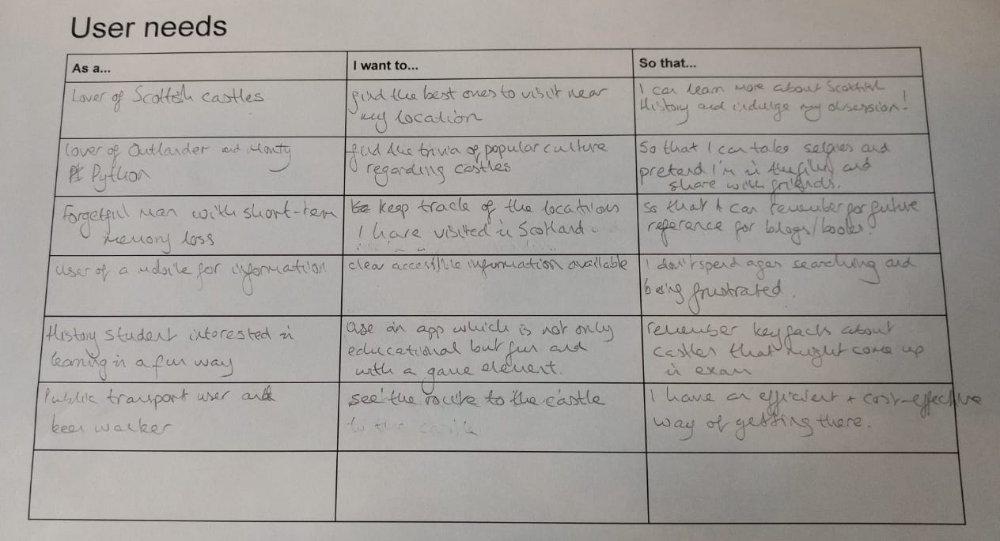 User needs
As a...
I want to...
So that...
Lover of Scottish castles
find the best ones to visit near
my location
I can learn more about Scottish
History and indulge my obsession!
Lover of Outlander and Monty
Python
find the trivia of popular culture
regarding castles
So that I can take selfies and
pretend I'm in the film and
share with friends.
Forgetful man with short-term
memory loss
keep track of the locations
I have visited in Scotland.
So that I can remember for future
reference for blogs/books.
User of a mobile for information
clear accessible information available
I don't spend ages searching and
being frustrated.
History student interested in
learning in a fun way
use an app which is not only
educational but fun and
with a game element.
remember key facts about
castles that might come up
in exam
Public transport user and
keen walker
see the route to the castle
to the castle
I have an efficient + cost-effective
way of getting there.